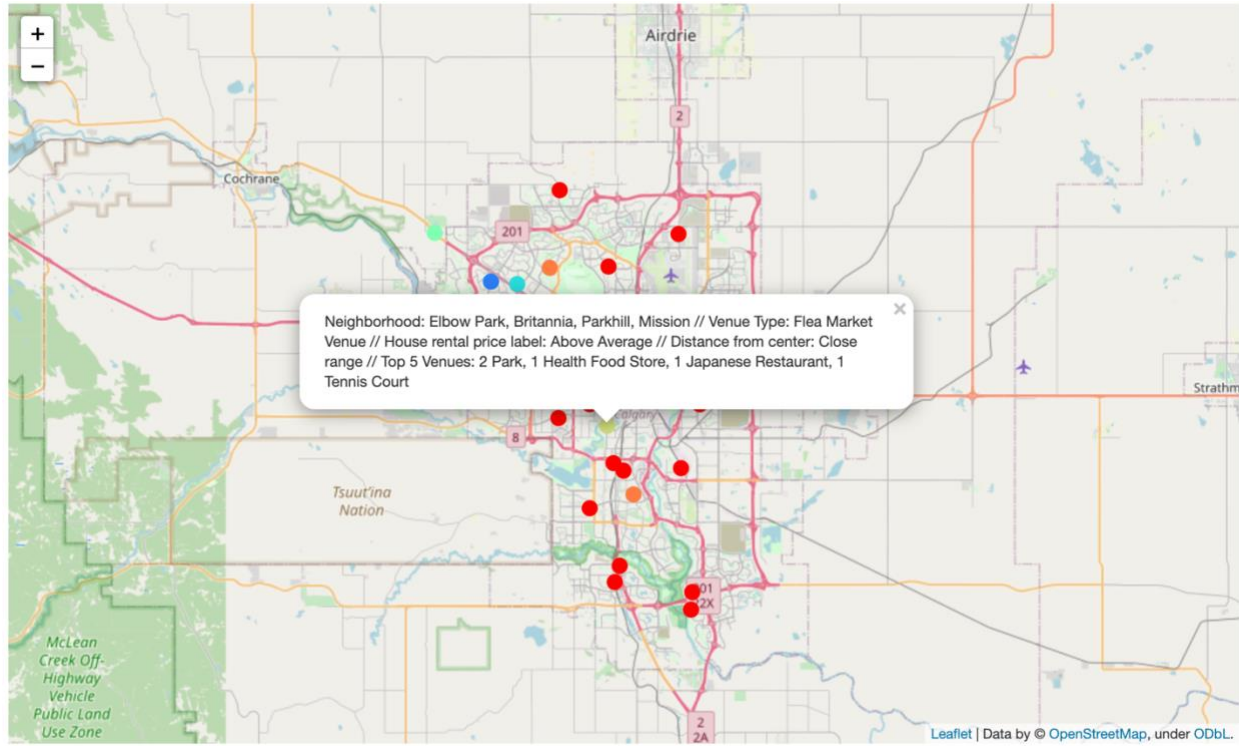 +
−
Airdrie
2
Cochrane
201
Neighborhood: Elbow Park, Britannia, Parkhill, Mission // Venue Type: Flea Market
Venue // House rental price label: Above Average // Distance from center: Close
range // Top 5 Venues: 2 Park, 1 Health Food Store, 1 Japanese Restaurant, 1
Tennis Court
×
Strathm
Calgary
8
Tsuut'ina
Nation
01
2X
McLean
Creek Off-
Highway
Vehicle
Public Land
Use Zone
2
2A
Leaflet | Data by © OpenStreetMap, under ODbL.